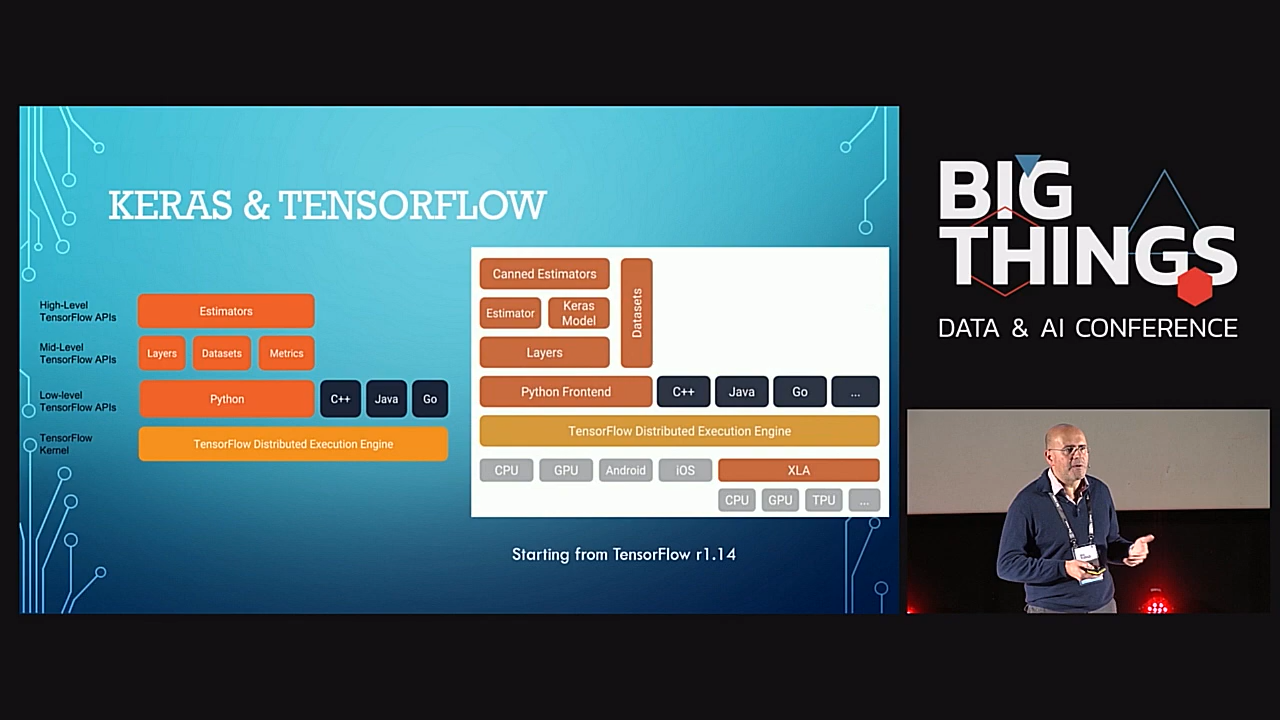 KERAS & TENSORFLOW
High-Level
TensorFlow APIs
Estimators
Mid-Level
TensorFlow APIs
Layers
Datasets
Metrics
Low-level
TensorFlow APIs
Python
C++
Java
Go
TensorFlow
Kernel
TensorFlow Distributed Execution Engine
Canned Estimators
Estimator
Keras
Model
Datasets
Layers
Python Frontend
C++
Java
Go
...
TensorFlow Distributed Execution Engine
CPU
GPU
Android
iOS
XLA
CPU
GPU
TPU
...
Starting from TensorFlow r1.14
BIG
THINGS
DATA & AI CONFERENCE